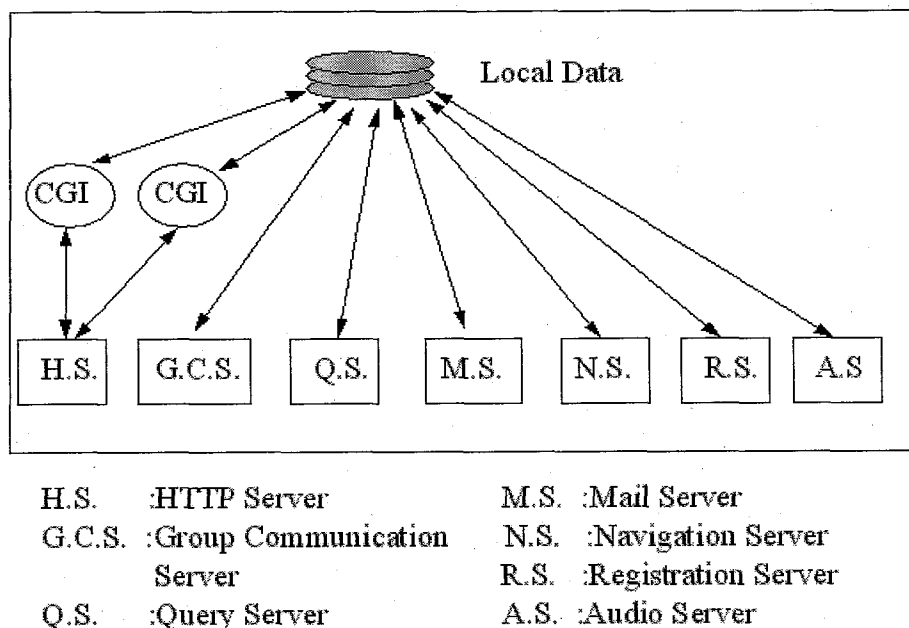 Local Data
CGI CGI
H.S. G.C.S. Q.S. M.S. N.S. R.S. A.S
H.S. :HTTP Server
G.C.S. :Group Communication
Server
Q.S. :Query Server
M.S. :Mail Server
N.S. :Navigation Server
R.S. :Registration Server
A.S. :Audio Server